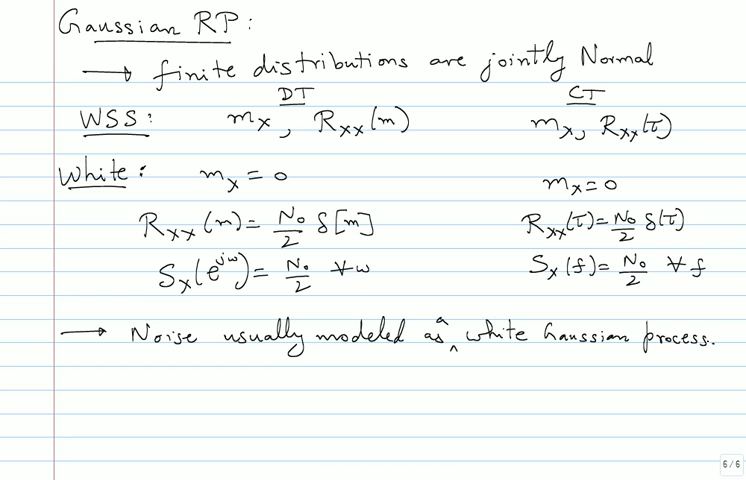 Gaussian RP:
→ finite distributions are jointly Normal
DT CT
WSS: m_x, R_xx(m) m_x, R_xx(τ)
White: m_x = 0 m_x = 0
R_xx(m) = N₀/2 δ[m] R_xx(τ) = N₀/2 δ(τ)
S_x(e^{jω}) = N₀/2 ∀ω S_x(f) = N₀/2 ∀ f
→ Noise usually modeled as a white Gaussian process.
6/6